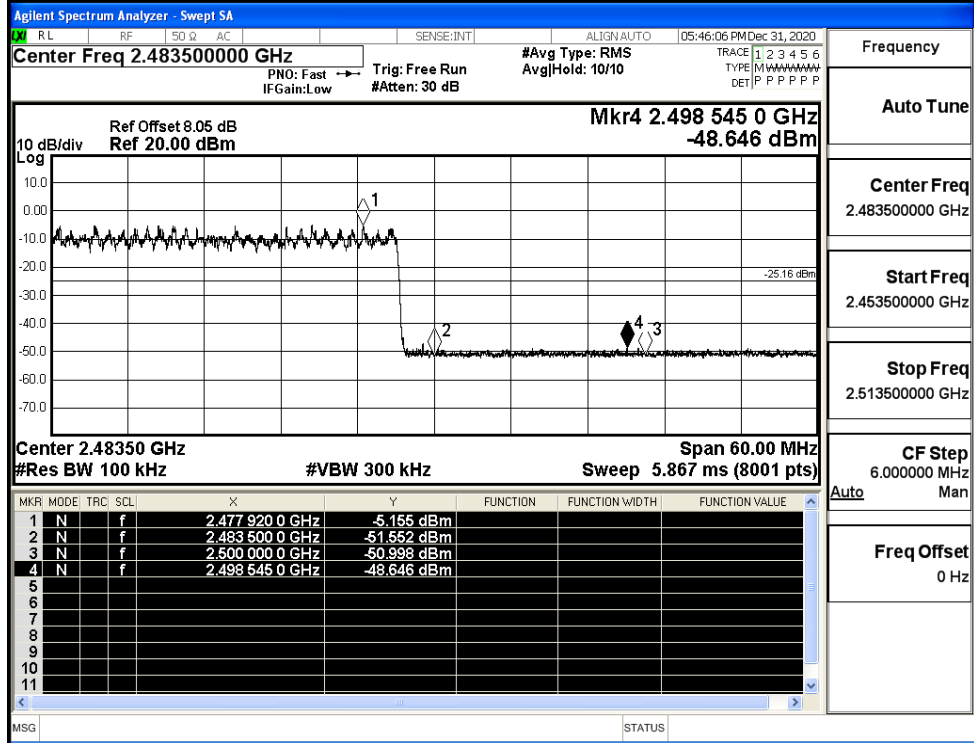 Agilent Spectrum Analyzer - Swept SA
LXI RL RF 50 Ω AC SENSE:INT ALIGN AUTO 05:46:06 PM Dec 31, 2020
Center Freq 2.483500000 GHz
PNO: Fast
IFGain:Low
Trig: Free Run
#Atten: 30 dB
#Avg Type: RMS
Avg|Hold: 10/10
TRACE 1 2 3 4 5 6
TYPE M WWWWW
DET P P P P P P
Frequency
Auto Tune
Center Freq
2.483500000 GHz
Start Freq
2.453500000 GHz
Stop Freq
2.513500000 GHz
CF Step
6.000000 MHz
Auto Man
Freq Offset
0 Hz
Mkr4 2.498 545 0 GHz
-48.646 dBm
Ref Offset 8.05 dB
10 dB/div Ref 20.00 dBm
Log
10.0
0.00
-10.0
-20.0
-30.0
-40.0
-50.0
-60.0
-70.0
1
2
4
3
-25.16 dBm
Center 2.48350 GHz Span 60.00 MHz
#Res BW 100 kHz #VBW 300 kHz Sweep 5.867 ms (8001 pts)
MKR MODE TRC SCL X Y FUNCTION FUNCTION WIDTH FUNCTION VALUE
1 N f 2.477 920 0 GHz -5.155 dBm
2 N f 2.483 500 0 GHz -51.552 dBm
3 N f 2.500 000 0 GHz -50.998 dBm
4 N f 2.498 545 0 GHz -48.646 dBm
5
6
7
8
9
10
11
MSG STATUS